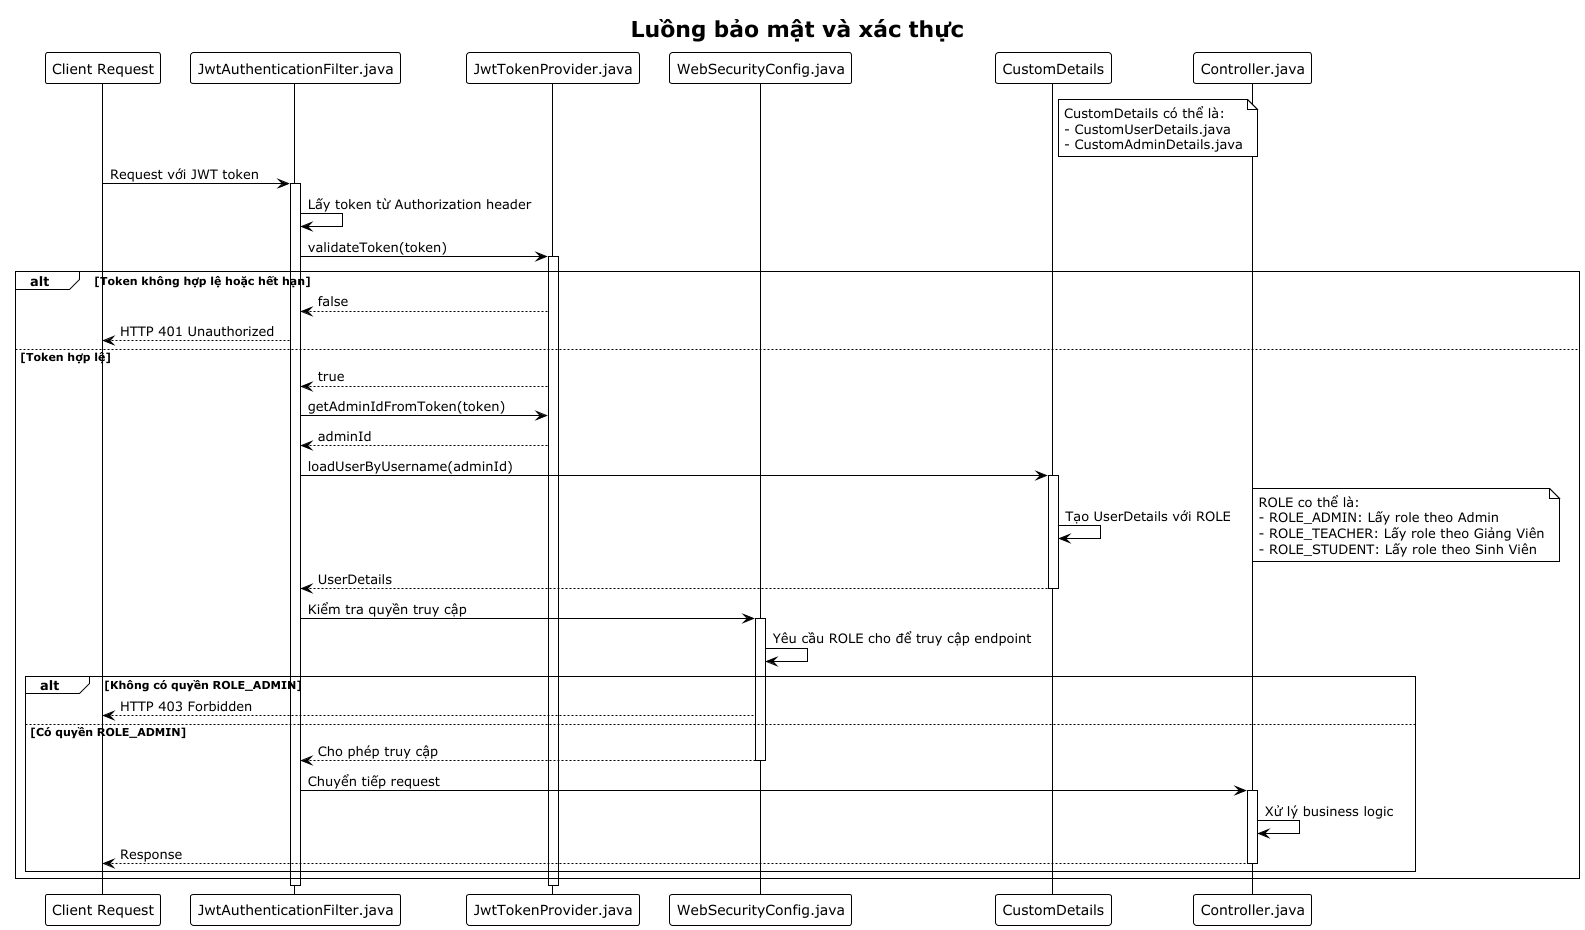 Luồng bảo mật và xác thực
Client Request
JwtAuthenticationFilter.java
JwtTokenProvider.java
WebSecurityConfig.java
CustomDetails
Controller.java
CustomDetails có thể là:
- CustomUserDetails.java
- CustomAdminDetails.java
Request với JWT token
Lấy token từ Authorization header
validateToken(token)
alt
[Token không hợp lệ hoặc hết hạn]
false
HTTP 401 Unauthorized
[Token hợp lệ]
true
getAdminIdFromToken(token)
adminId
loadUserByUsername(adminId)
ROLE co thể là:
- ROLE_ADMIN: Lấy role theo Admin
- ROLE_TEACHER: Lấy role theo Giảng Viên
- ROLE_STUDENT: Lấy role theo Sinh Viên
Tạo UserDetails với ROLE
UserDetails
Kiểm tra quyền truy cập
Yêu cầu ROLE cho để truy cập endpoint
alt
[Không có quyền ROLE_ADMIN]
HTTP 403 Forbidden
[Có quyền ROLE_ADMIN]
Cho phép truy cập
Chuyển tiếp request
Xử lý business logic
Response
Client Request
JwtAuthenticationFilter.java
JwtTokenProvider.java
WebSecurityConfig.java
CustomDetails
Controller.java